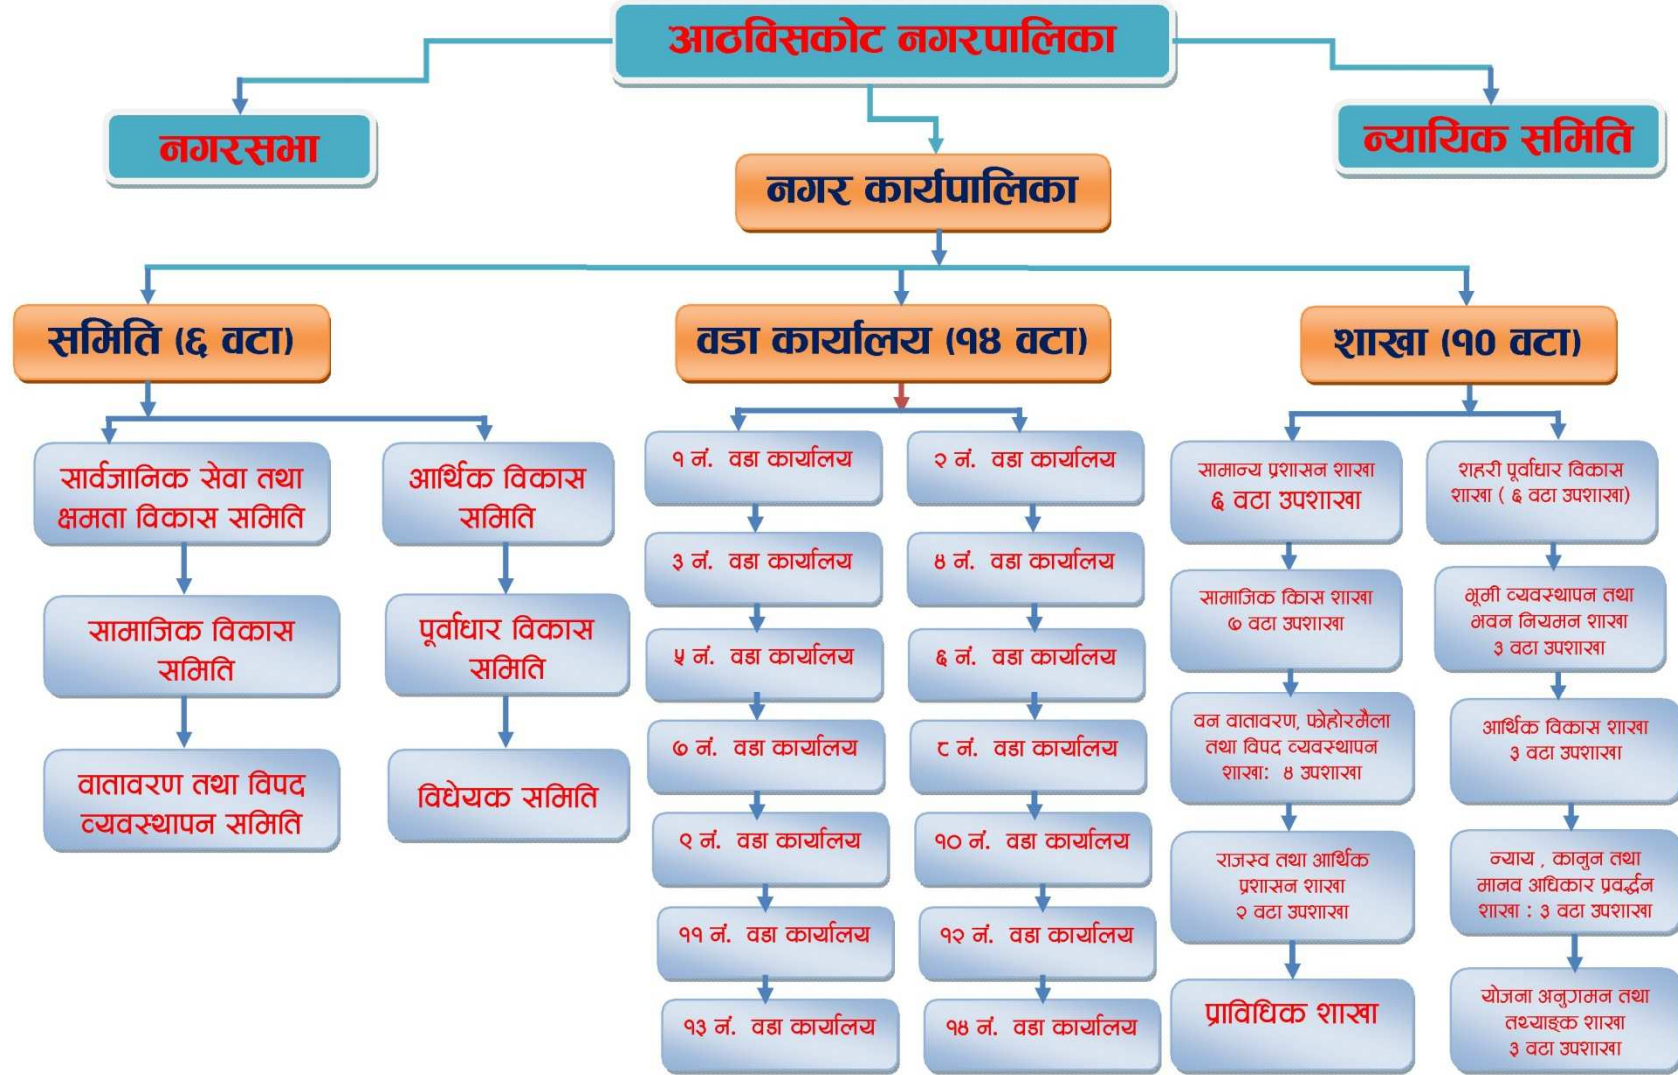 आठविसकोट नगरपालिका
नगरसभा
न्यायिक समिति
नगर कार्यपालिका
समिति (६ वटा)
वडा कार्यालय (१४ वटा)
शाखा (१० वटा)
सार्वजानिक सेवा तथा
क्षमता विकास समिति
आर्थिक विकास
समिति
सामाजिक विकास
समिति
पूर्वाधार विकास
समिति
वातावरण तथा विपद
व्यवस्थापन समिति
विधेयक समिति
१ नं. वडा कार्यालय
२ नं. वडा कार्यालय
३ नं. वडा कार्यालय
४ नं. वडा कार्यालय
५ नं. वडा कार्यालय
६ नं. वडा कार्यालय
७ नं. वडा कार्यालय
८ नं. वडा कार्यालय
९ नं. वडा कार्यालय
१० नं. वडा कार्यालय
११ नं. वडा कार्यालय
१२ नं. वडा कार्यालय
१३ नं. वडा कार्यालय
१४ नं. वडा कार्यालय
सामान्य प्रशासन शाखा
६ वटा उपशाखा
शहरी पूर्वाधार विकास
शाखा ( ६ वटा उपशाखा)
सामाजिक किास शाखा
७ वटा उपशाखा
भूमी व्यवस्थापन तथा
भवन नियमन शाखा
३ वटा उपशाखा
वन वातावरण, फोहोरमैला
तथा विपद व्यवस्थापन
शाखा: ४ उपशाखा
आर्थिक विकास शाखा
३ वटा उपशाखा
राजस्व तथा आर्थिक
प्रशासन शाखा
२ वटा उपशाखा
न्याय , कानुन तथा
मानव अधिकार प्रवर्द्धन
शाखा : ३ वटा उपशाखा
प्राविधिक शाखा
योजना अनुगमन तथा
तथ्याङ्क शाखा
३ वटा उपशाखा